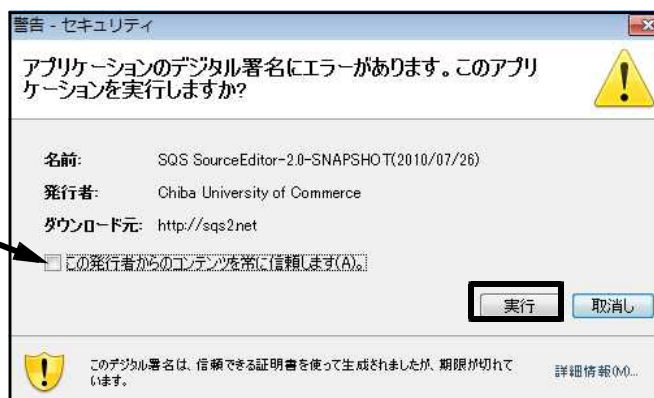 警告 - セキュリティ
アプリケーションのデジタル署名にエラーがあります。このアプリ
ケーションを実行しますか?
名前: SQS SourceEditor-2.0-SNAPSHOT(2010/07/26)
発行者: Chiba University of Commerce
ダウンロード元: http://sqs2.net
この発行者からのコンテンツを常に信頼します(A)。
実行 取消し
このデジタル署名は、信頼できる証明書を使って生成されましたが、期限が切れて
います。
詳細情報(M)...